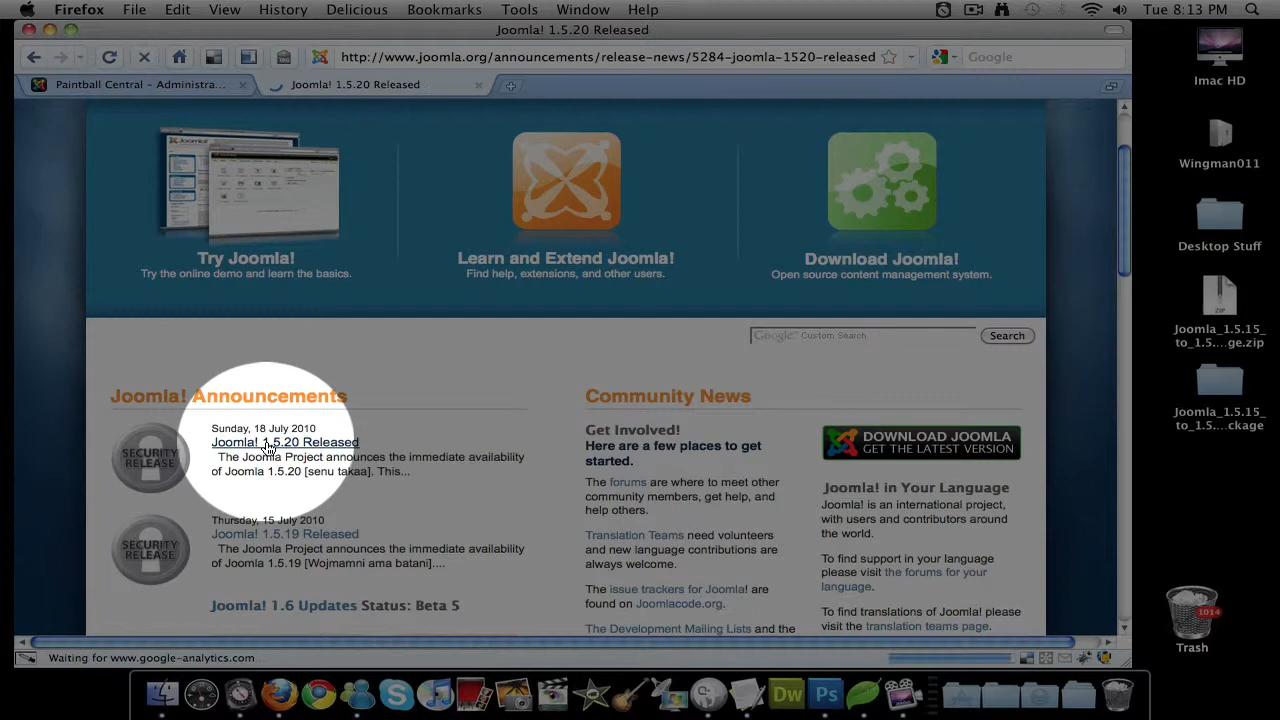 Firefox File Edit View History Delicious Bookmarks Tools Window Help Tue 8:13 PM
Joomla! 1.5.20 Released
http://www.joomla.org/announcements/release-news/5284-joomla-1520-released
Google
Paintball Central - Administra...
Joomla! 1.5.20 Released
Imac HD
Wingman011
Desktop Stuff
ZIP
Joomla_1.5.15_
to_1.5....ge.zip
Joomla_1.5.15_
to_1.5....ckage
1014
Trash
Try Joomla!
Try the online demo and learn the basics.
Learn and Extend Joomla!
Find help, extensions, and other users.
Download Joomla!
Open source content management system.
Google™ Custom Search
Search
Joomla! Announcements
SECURITY
RELEASE
Sunday, 18 July 2010
Joomla! 1.5.20 Released
The Joomla Project announces the immediate availability
of Joomla 1.5.20 [senu takaa]. This...
SECURITY
RELEASE
Thursday, 15 July 2010
Joomla! 1.5.19 Released
The Joomla Project announces the immediate availability
of Joomla 1.5.19 [Wojmamni ama batani]....
Joomla! 1.6 Updates Status: Beta 5
Community News
Get Involved!
Here are a few places to get
started.
The forums are where to meet other
community members, get help, and
help others.
Translation Teams need volunteers
and new language contributions are
always welcome.
The issue trackers for Joomla! are
found on Joomlacode.org.
The Development Mailing Lists and the
DOWNLOAD JOOMLA
GET THE LATEST VERSION
Joomla! in Your Language
Joomla! is an international project,
with users and contributors around
the world.
To find support in your language
please visit the forums for your
language.
To find translations of Joomla! please
visit the translation teams page.
Waiting for www.google-analytics.com
Dw
Ps